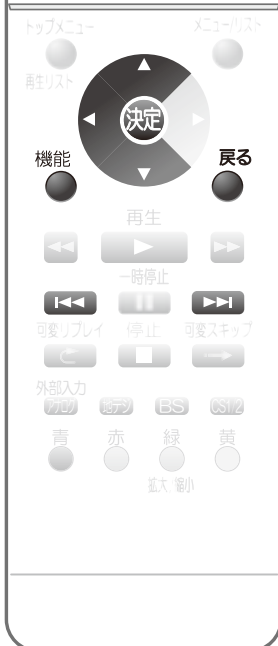 トップメニュー メニュー/リスト
再生リスト
決定
機能 戻る
再生
一時停止
可変リプレイ 停止 可変スキップ
外部入力
アナログ 地デジ BS CS1/2
青 赤 緑 黄
拡大/縮小